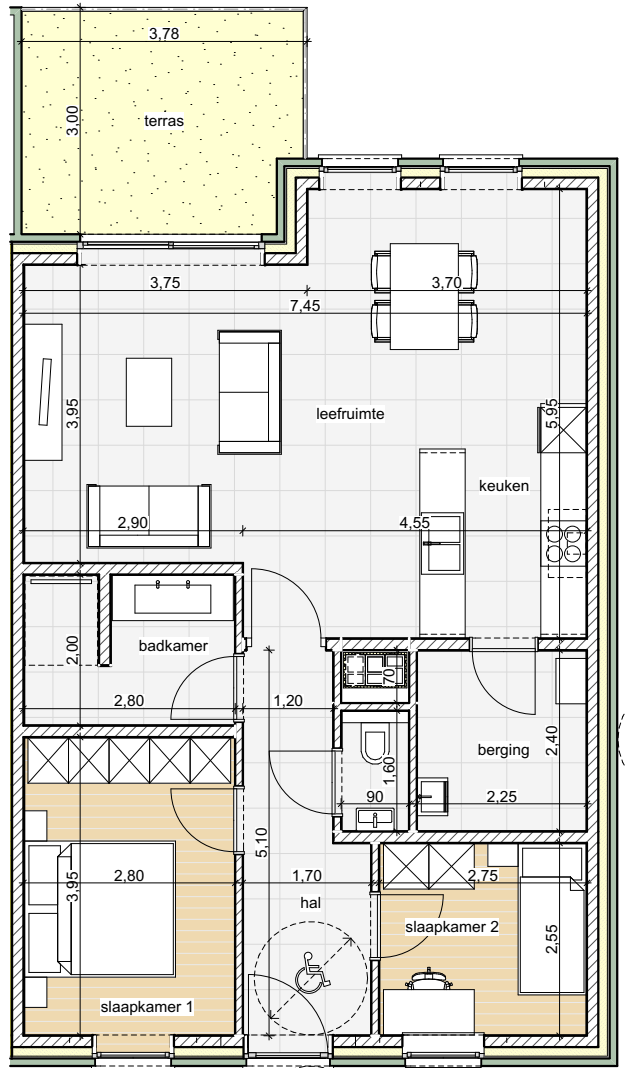 3,78
3,00
terras
3,75
3,70
7,45
3,95
5,95
leefruimte
keuken
2,90
4,55
badkamer
2,00
70
2,80
1,20
2,40
berging
1,60
90
2,25
5,10
3,95
2,80
1,70
2,75
hal
slaapkamer 2
2,55
slaapkamer 1